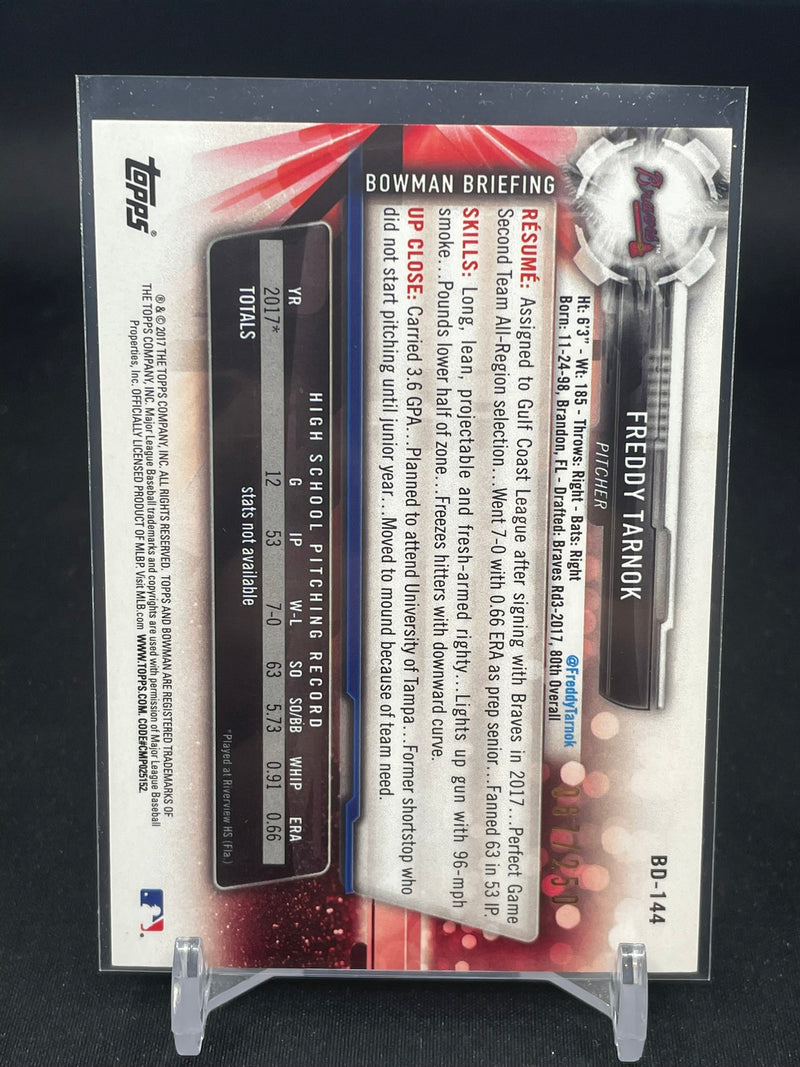 BD-144
FREDDY TARNOK
PITCHER
Braves™
@FreddyTarnok
Ht: 6'3" - Wt: 185 - Throws: Right - Bats: Right
Born: 11-24-98, Brandon, FL - Drafted: Braves Rd3-2017, 80th Overall
087/250
BOWMAN BRIEFING
RÉSUMÉ: Assigned to Gulf Coast League after signing with Braves in 2017...Perfect Game
Second Team All-Region selection...Went 7-0 with 0.66 ERA as prep senior...Fanned 63 in 53 IP.
SKILLS: Long, lean, projectable and fresh-armed righty...Lights up gun with 96-mph
smoke...Pounds lower half of zone...Freezes hitters with downward curve.
UP CLOSE: Carried 3.6 GPA...Planned to attend University of Tampa...Former shortstop who
did not start pitching until junior year...Moved to mound because of team need.
HIGH SCHOOL PITCHING RECORD
YR G IP W-L SO SO/BB WHIP ERA
2017* 12 53 7-0 63 5.73 0.91 0.66
TOTALS stats not available
*Played at Riverview HS (Fla.)
topps®
® & © 2017 THE TOPPS COMPANY, INC. ALL RIGHTS RESERVED. TOPPS AND BOWMAN ARE REGISTERED TRADEMARKS OF
THE TOPPS COMPANY, INC. Major League Baseball trademarks and copyrights are used with permission of Major League Baseball
Properties, Inc. OFFICIALLY LICENSED PRODUCT OF MLBP. Visit MLB.com WWW.TOPPS.COM. CODE#CMP025152.